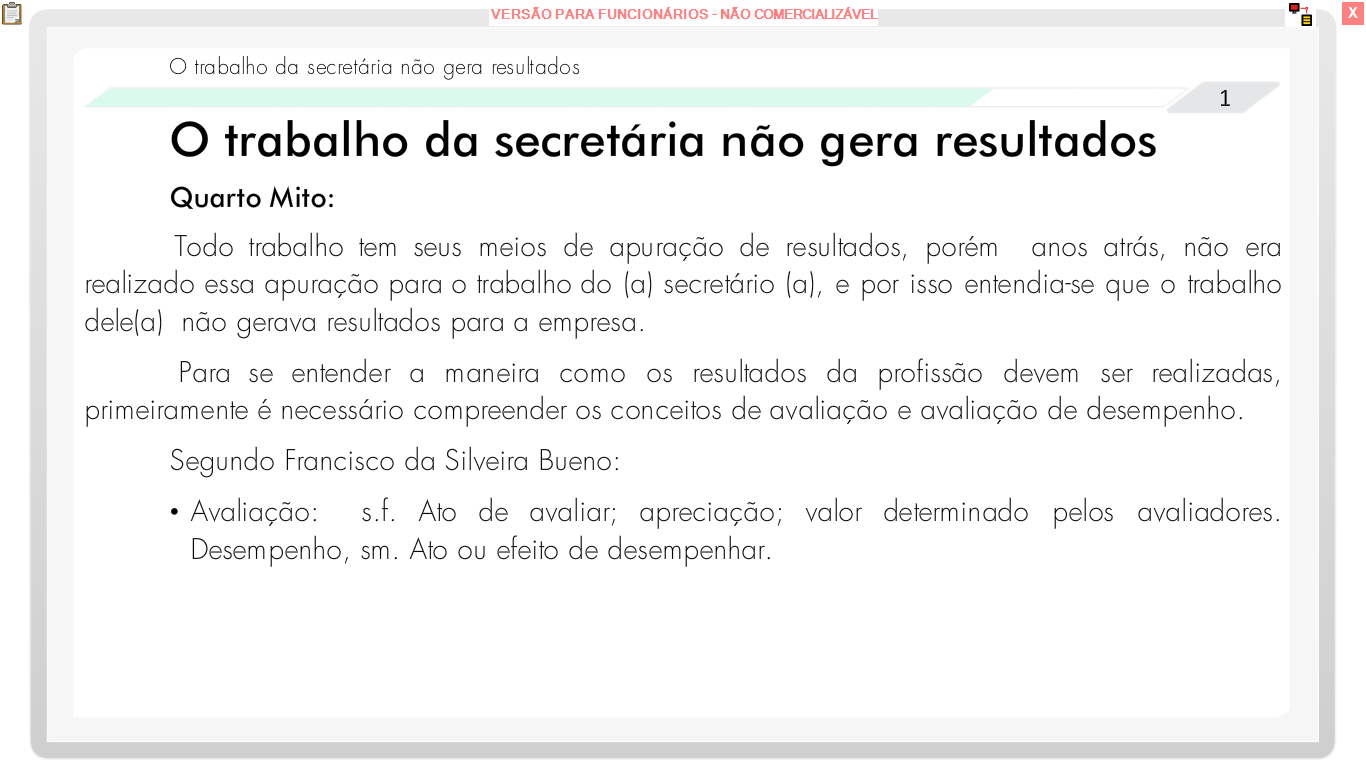 VERSÃO PARA FUNCIONÁRIOS - NÃO COMERCIALIZÁVEL
X
O trabalho da secretária não gera resultados
1
O trabalho da secretária não gera resultados
Quarto Mito:
Todo trabalho tem seus meios de apuração de resultados, porém anos atrás, não era
realizado essa apuração para o trabalho do (a) secretário (a), e por isso entendia-se que o trabalho
dele(a) não gerava resultados para a empresa.
Para se entender a maneira como os resultados da profissão devem ser realizadas,
primeiramente é necessário compreender os conceitos de avaliação e avaliação de desempenho.
Segundo Francisco da Silveira Bueno:
• Avaliação: s.f. Ato de avaliar; apreciação; valor determinado pelos avaliadores.
Desempenho, sm. Ato ou efeito de desempenhar.